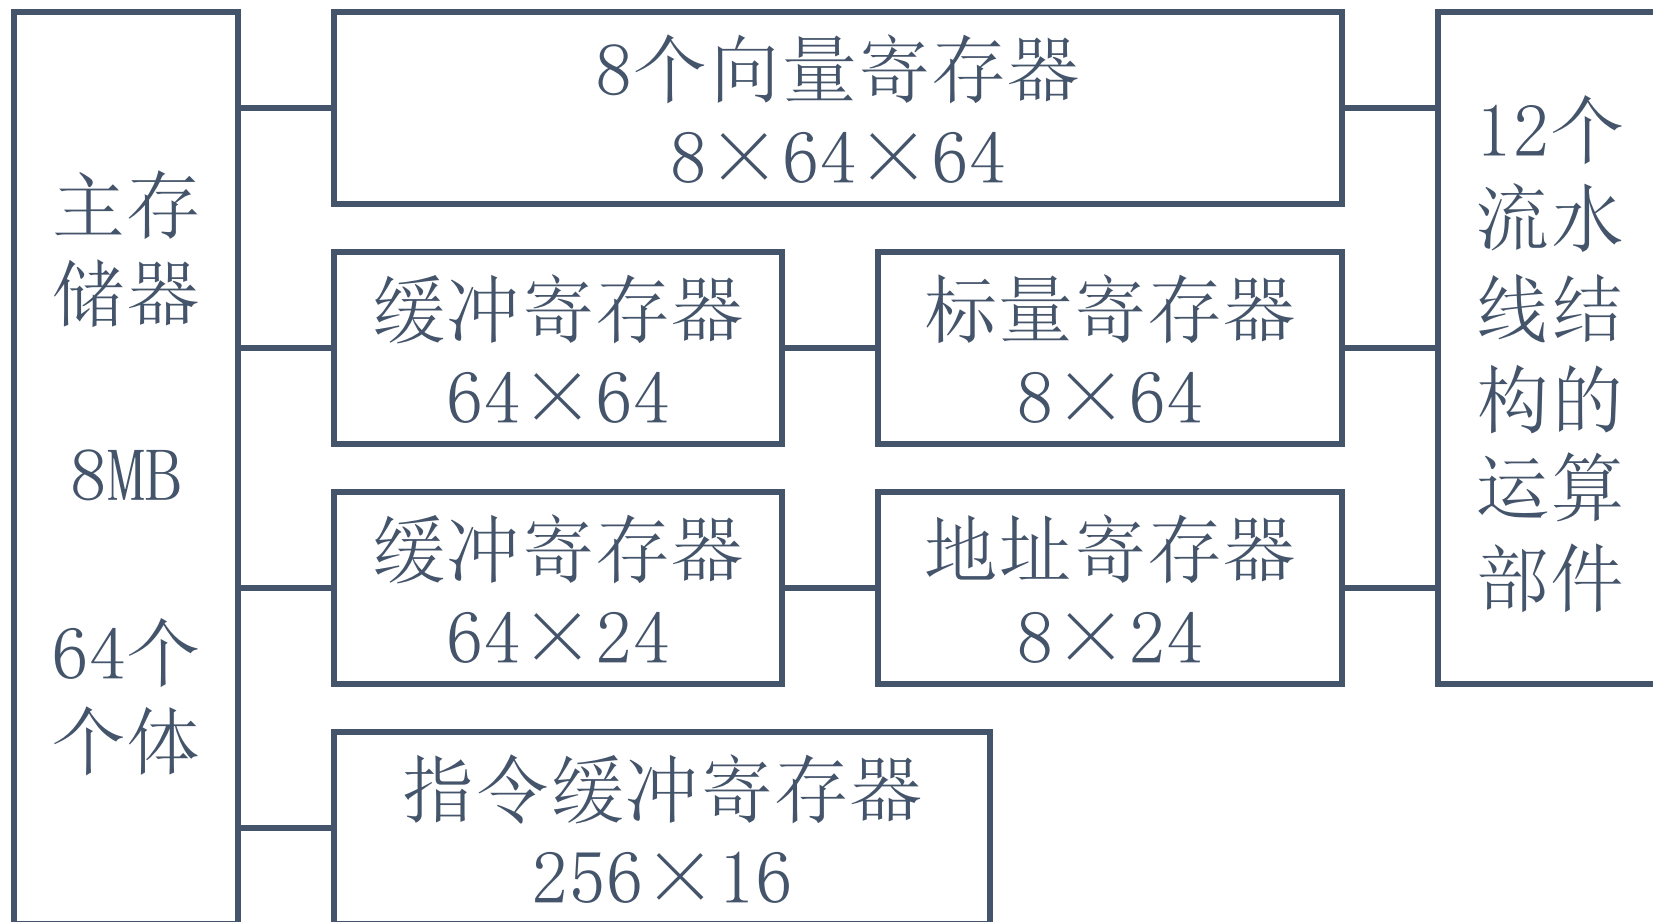 主存
储器
8MB
64个
个体
8个向量寄存器
8×64×64
缓冲寄存器
64×64
标量寄存器
8×64
缓冲寄存器
64×24
地址寄存器
8×24
指令缓冲寄存器
256×16
12个
流水
线结
构的
运算
部件